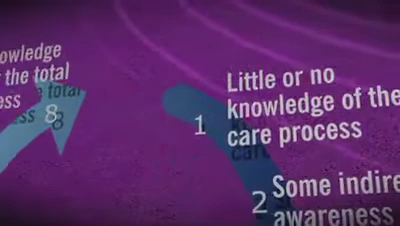 nowledge
the total
ess
8
1
Little or no
knowledge of the
care process
2
Some indire
awareness